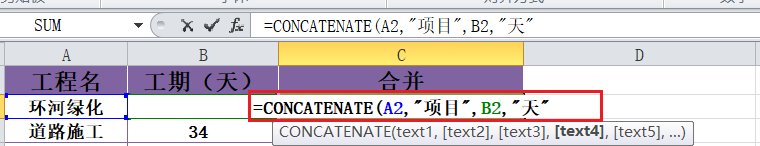 SUM =CONCATENATE(A2,"项目",B2,"天"
A B C D
工程名 工期（天） 合并
环河绿化 =CONCATENATE(A2,"项目",B2,"天"
道路施工 34 CONCATENATE(text1, [text2], [text3], [text4], [text5], ...)